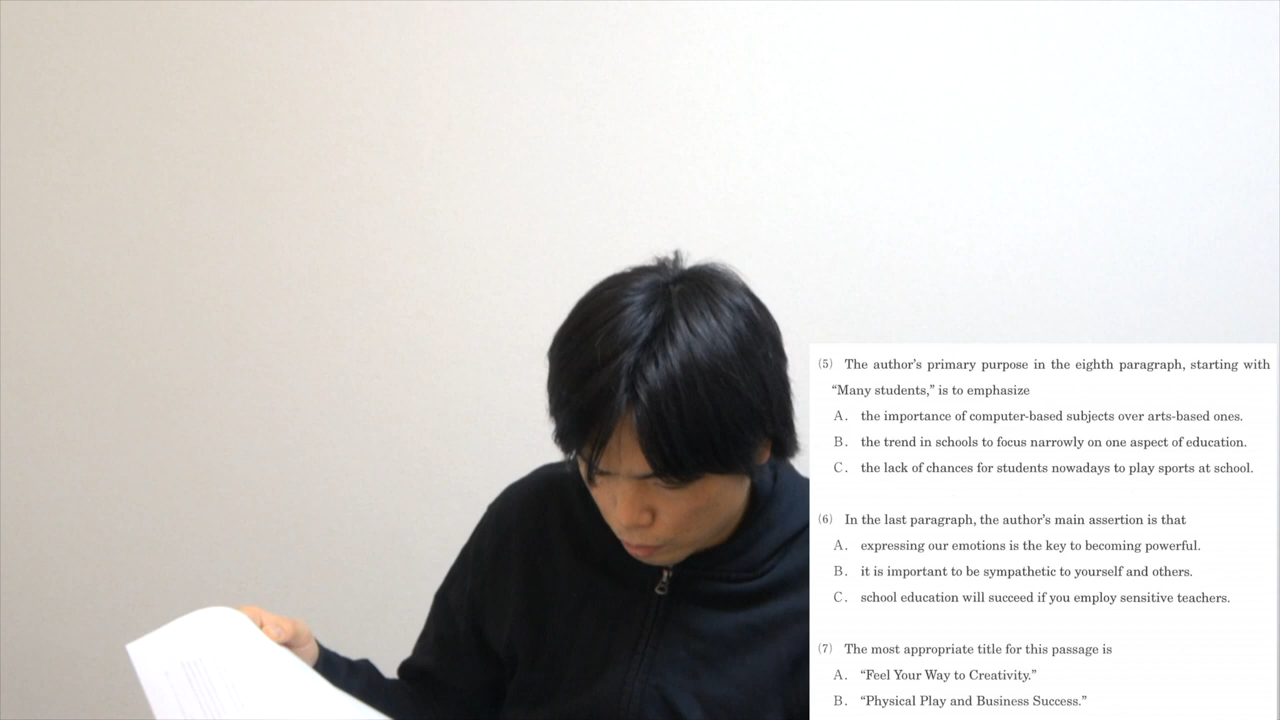 (5) The author's primary purpose in the eighth paragraph, starting with
“Many students,” is to emphasize
A. the importance of computer-based subjects over arts-based ones.
B. the trend in schools to focus narrowly on one aspect of education.
C. the lack of chances for students nowadays to play sports at school.
(6) In the last paragraph, the author's main assertion is that
A. expressing our emotions is the key to becoming powerful.
B. it is important to be sympathetic to yourself and others.
C. school education will succeed if you employ sensitive teachers.
(7) The most appropriate title for this passage is
A. “Feel Your Way to Creativity.”
B. “Physical Play and Business Success.”